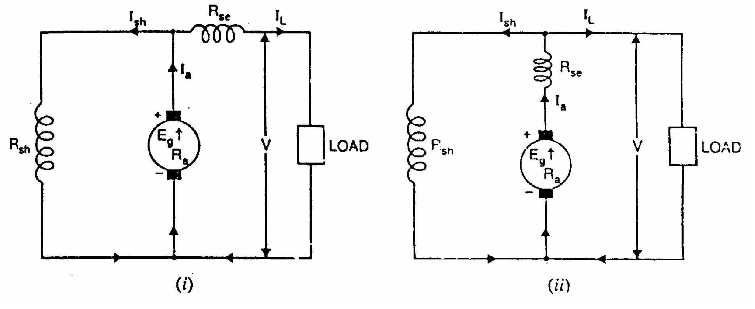 Ish
Rse
IL
Ia
Rsh
+
Eg↑
Ra
-
V
LOAD
(i)
Ish
IL
Rse
Ia
Rsh
+
Eg↑
Ra
-
V
LOAD
(ii)